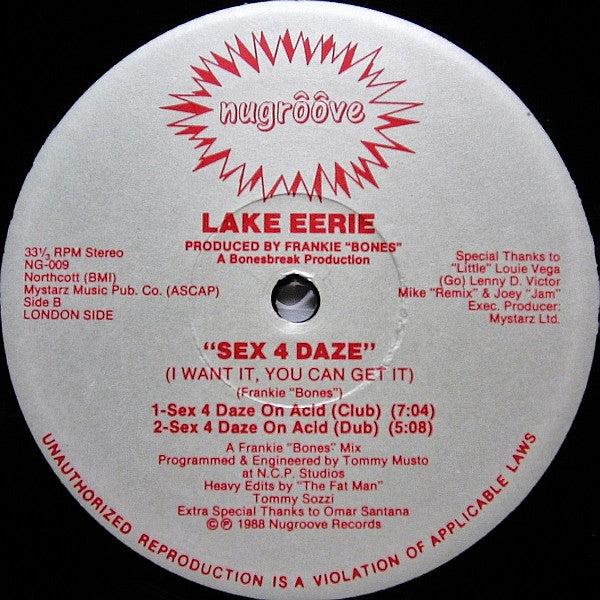 nugrôôve
LAKE EERIE
PRODUCED BY FRANKIE "BONES"
A Bonesbreak Production
33⅓ RPM Stereo
NG-009
Northcott (BMI)
Mystarz Music Pub. Co. (ASCAP)
Side B
LONDON SIDE
Special Thanks to
"Little" Louie Vega
(Go) Lenny D. Victor
Mike "Remix" & Joey "Jam"
Exec. Producer:
Mystarz Ltd.
"SEX 4 DAZE"
(I WANT IT, YOU CAN GET IT)
(Frankie "Bones")
1-Sex 4 Daze On Acid (Club) (7:04)
2-Sex 4 Daze On Acid (Dub) (5:08)
A Frankie "Bones" Mix
Programmed & Engineered by Tommy Musto
at N.C.P. Studios
Heavy Edits by "The Fat Man"
Tommy Sozzi
Extra Special Thanks to Omar Santana
© ℗ 1988 Nugroove Records
UNAUTHORIZED REPRODUCTION IS A VIOLATION OF APPLICABLE LAWS